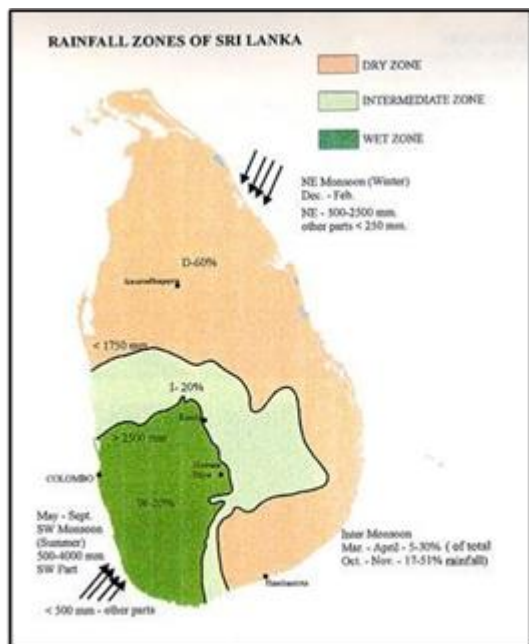 RAINFALL ZONES OF SRI LANKA
DRY ZONE
INTERMEDIATE ZONE
WET ZONE
NE Monsoon (Winter)
Dec. - Feb.
NE - 500-2500 mm.
other parts < 250 mm.
D-60%
< 1750 mm
I- 20%
> 2500 mm
COLOMBO
May - Sept.
SW Monsoon
(Summer)
500-4000 mm
SW Part
< 500 mm - other parts
Inter Monsoon
Mar. - April - 5-30% ( of total
Oct. - Nov. - 17-51% rainfall)